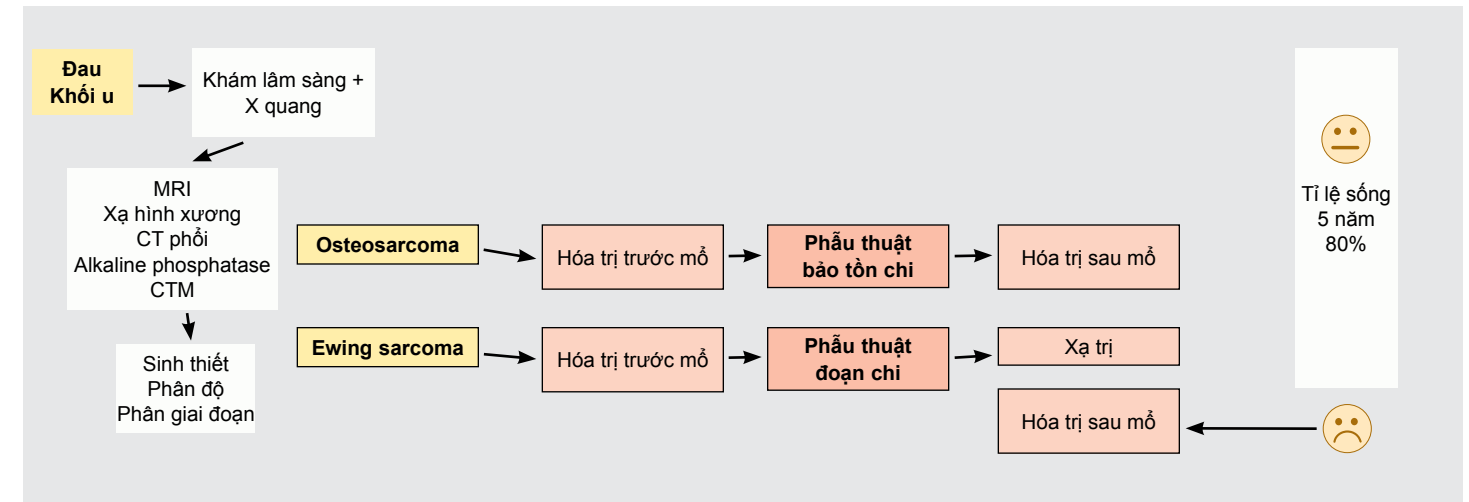 Đau
Khối u
Khám lâm sàng +
X quang
MRI
Xạ hình xương
CT phổi
Alkaline phosphatase
CTM
Sinh thiết
Phân độ
Phân giai đoạn
Osteosarcoma
Hóa trị trước mổ
Phẫu thuật
bảo tồn chi
Hóa trị sau mổ
Ewing sarcoma
Hóa trị trước mổ
Phẫu thuật
đoạn chi
Xạ trị
Hóa trị sau mổ
Tỉ lệ sống
5 năm
80%